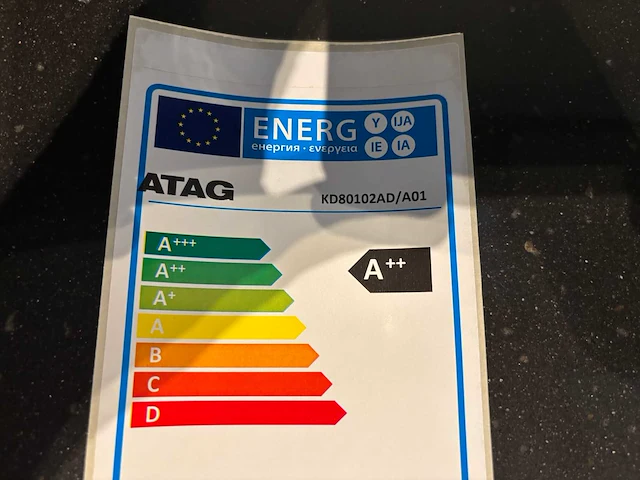 ENERG Y IJA
енергия · ενεργεια IE IA
ATAG
KD80102AD/A01
A+++
A++
A++
A+
A
B
C
D